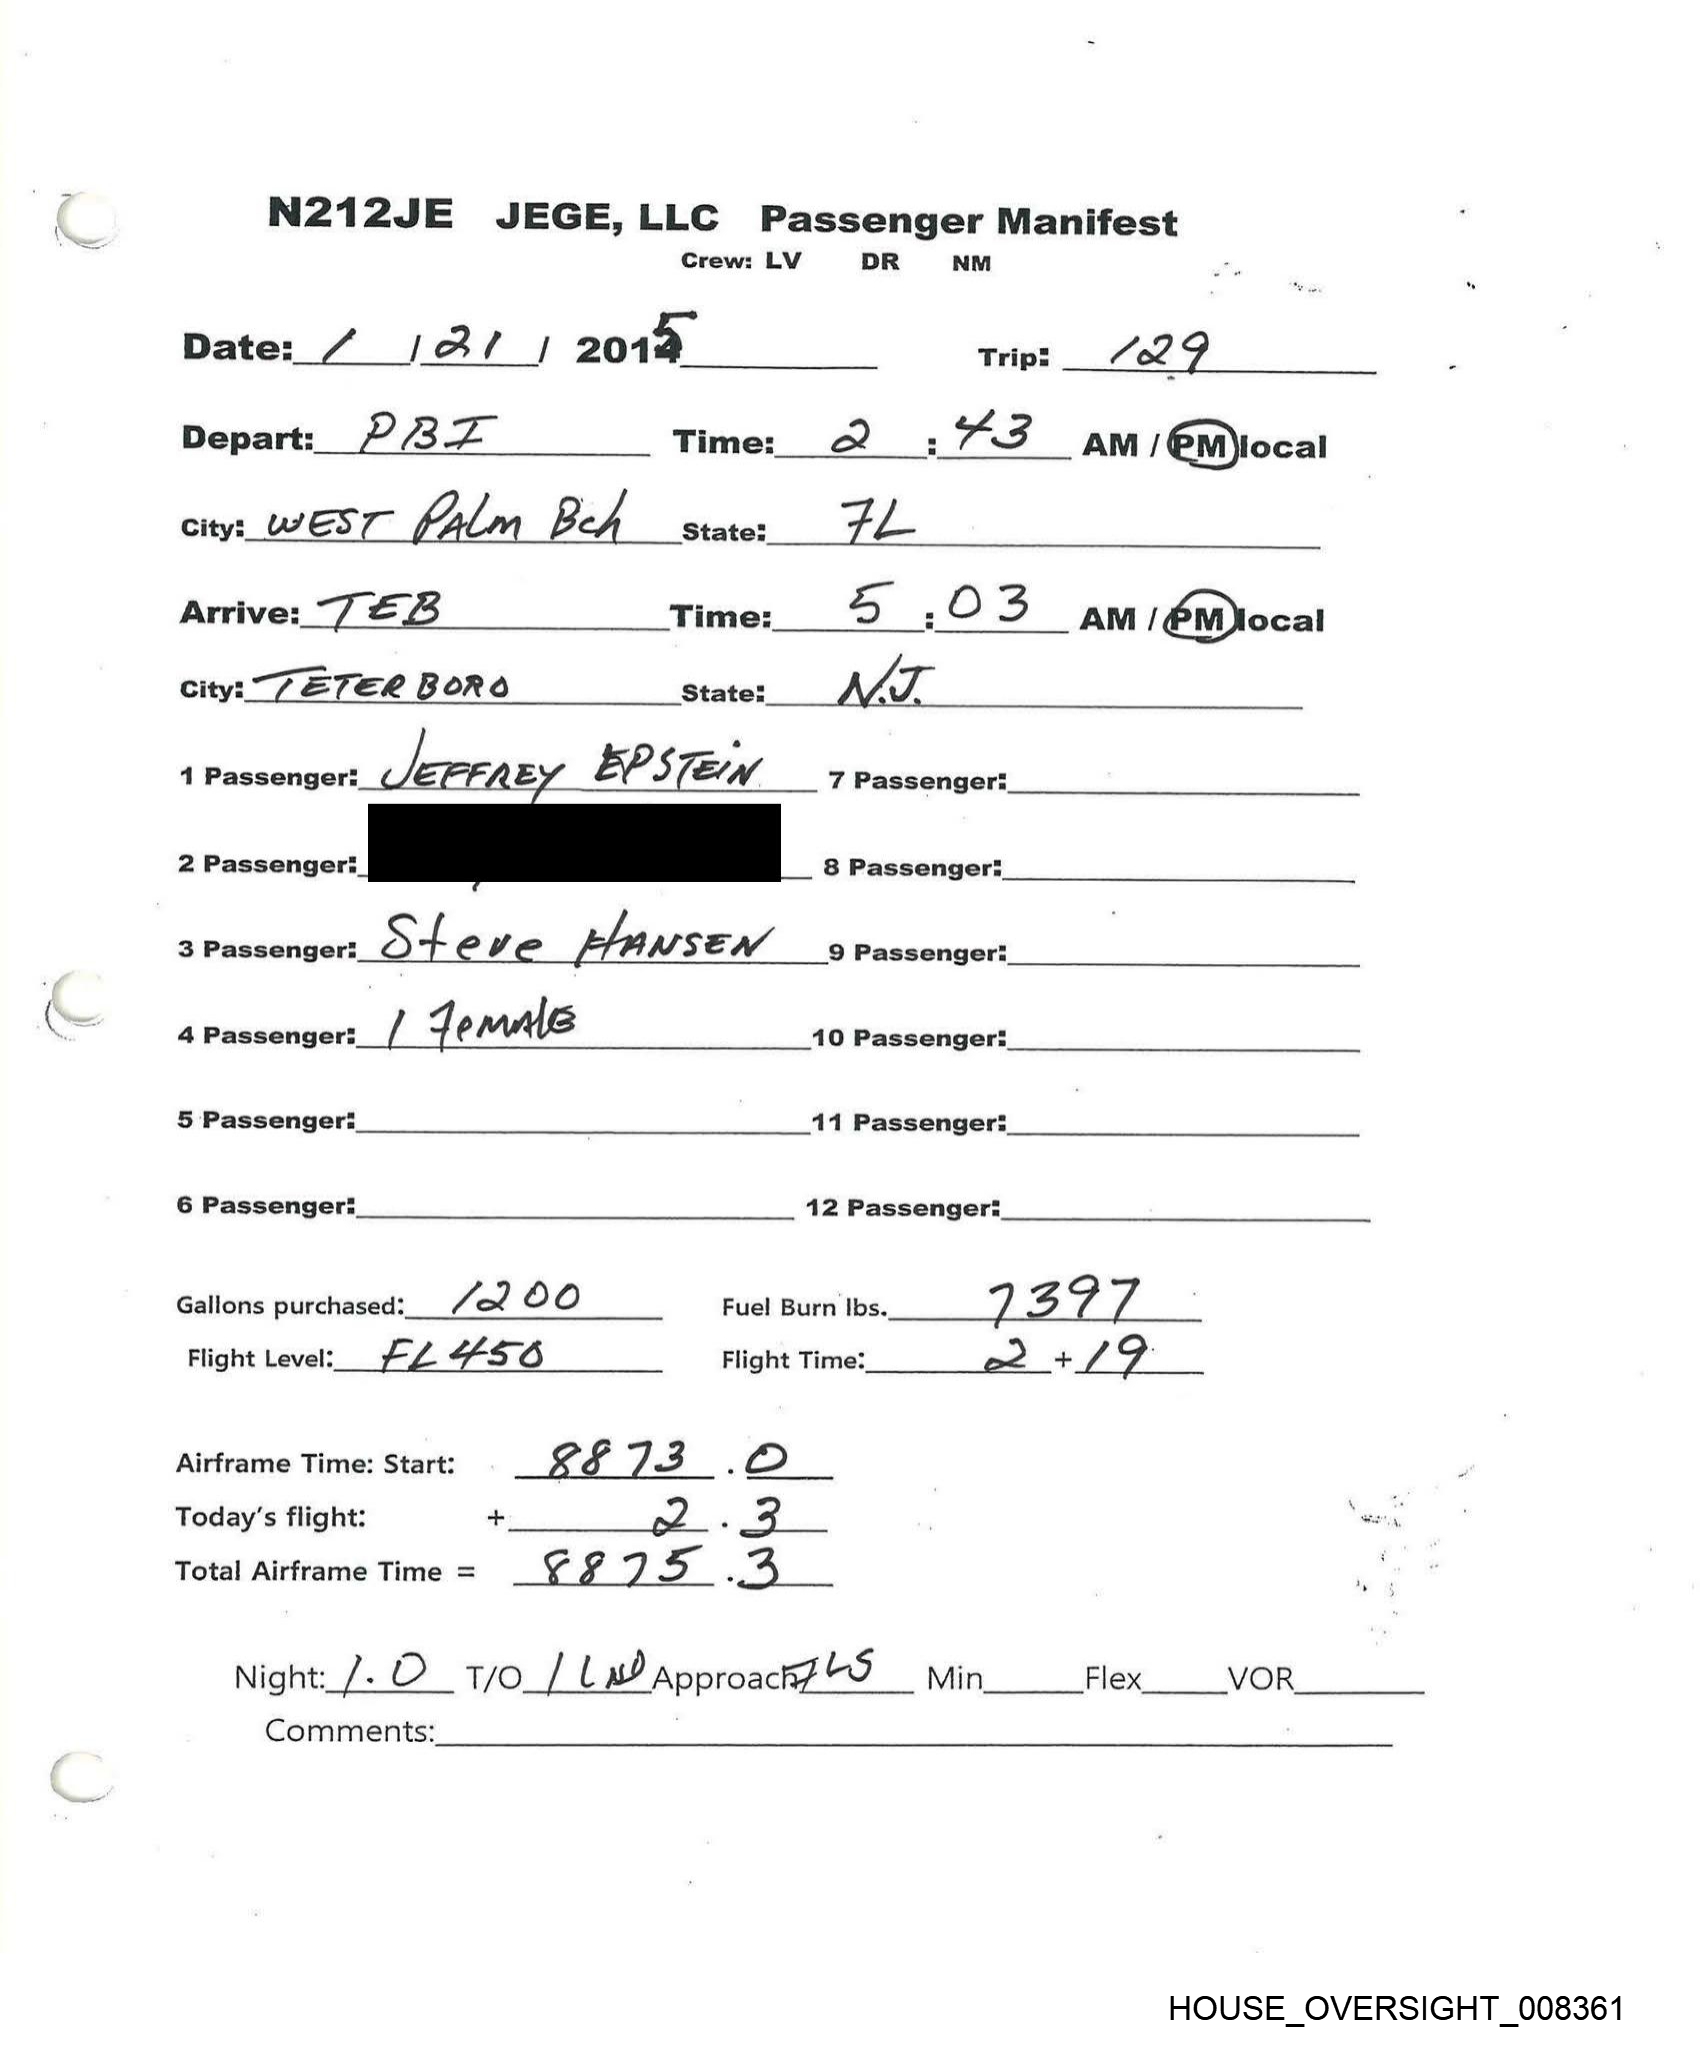 N212JE JEGE, LLC Passenger Manifest
Crew: LV DR NM
Date: 1 / 21 / 2015 Trip: 129
Depart: PBI Time: 2 : 43 AM / PM local
City: WEST PALM Bch State: FL
Arrive: TEB Time: 5 : 03 AM / PM local
City: TETERBORO State: N.J.
1 Passenger: JEFFREY EPSTEIN 7 Passenger:
2 Passenger: 8 Passenger:
3 Passenger: Steve HANSEN 9 Passenger:
4 Passenger: 1 FeMAlE 10 Passenger:
5 Passenger: 11 Passenger:
6 Passenger: 12 Passenger:
Gallons purchased: 1200 Fuel Burn lbs. 7397
Flight Level: FL450 Flight Time: 2 + 19
Airframe Time: Start: 8873 . 0
Today's flight: + 2 . 3
Total Airframe Time = 8875 . 3
Night: 1.0 T/O 1 LND Approach ILS Min Flex VOR
Comments:
HOUSE_OVERSIGHT_008361